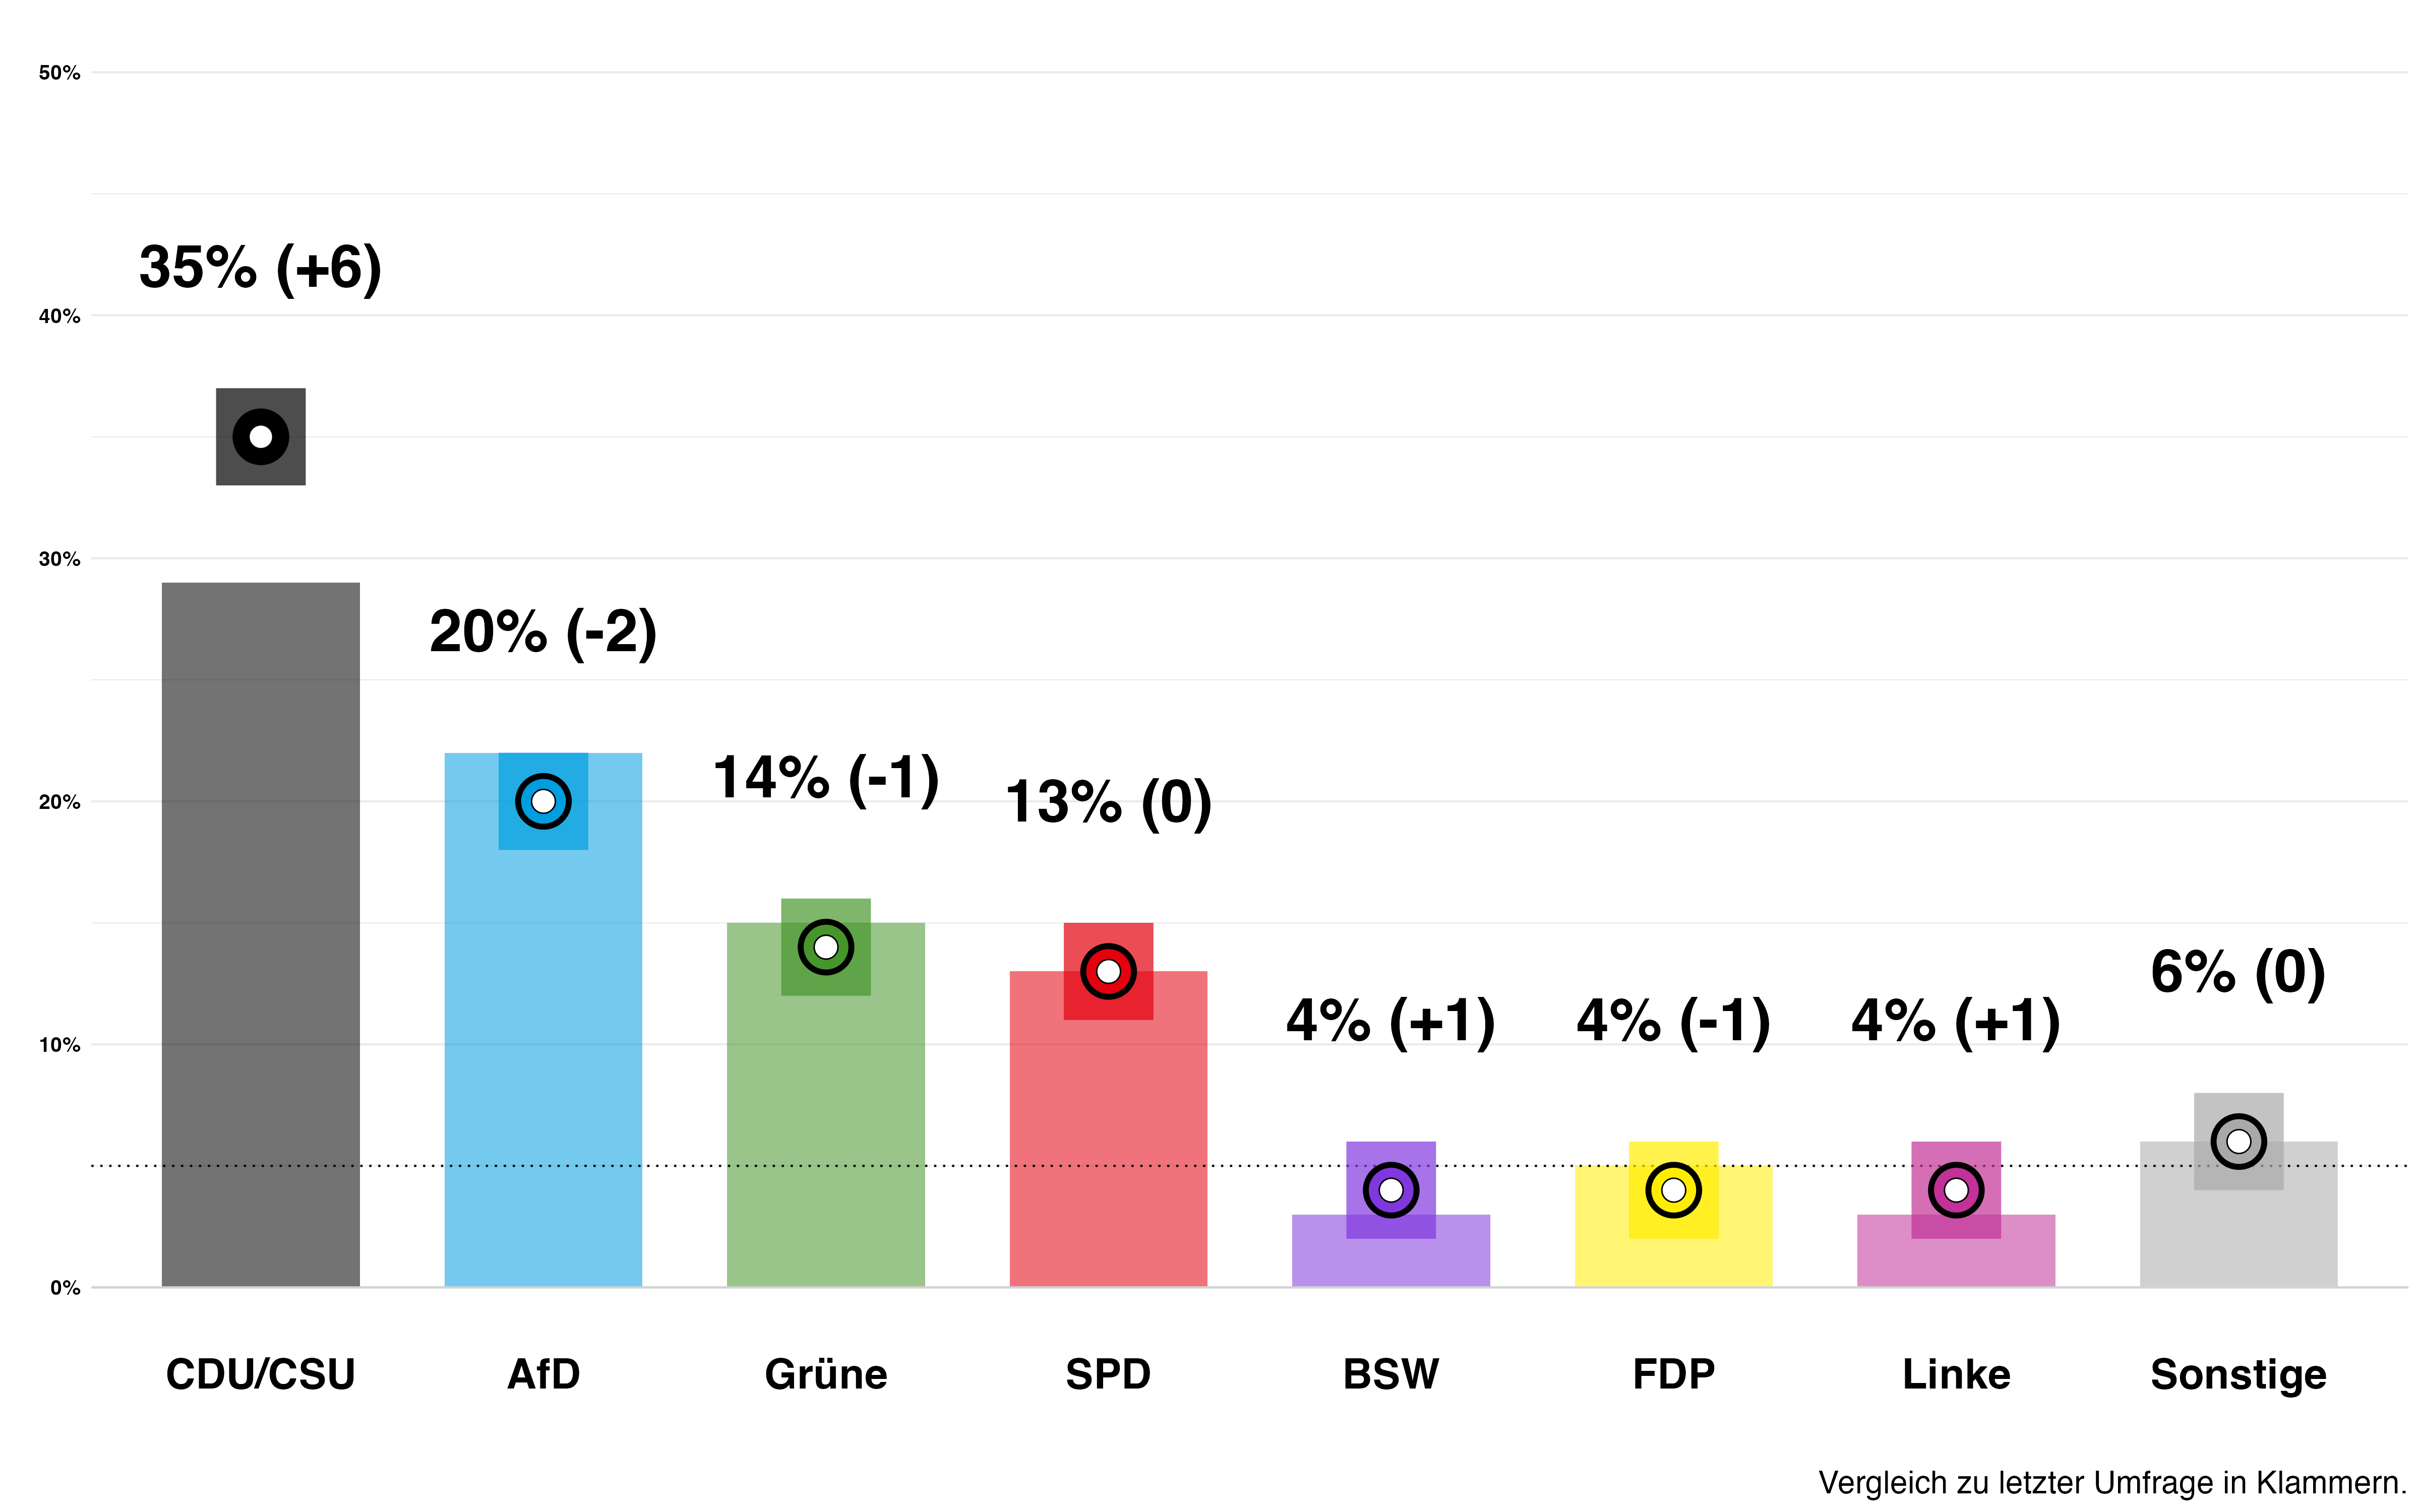 50%
40%
30%
20%
10%
0%
35% (+6)
20% (-2)
14% (-1)
13% (0)
4% (+1)
4% (-1)
4% (+1)
6% (0)
CDU/CSU
AfD
Grüne
SPD
BSW
FDP
Linke
Sonstige
Vergleich zu letzter Umfrage in Klammern.